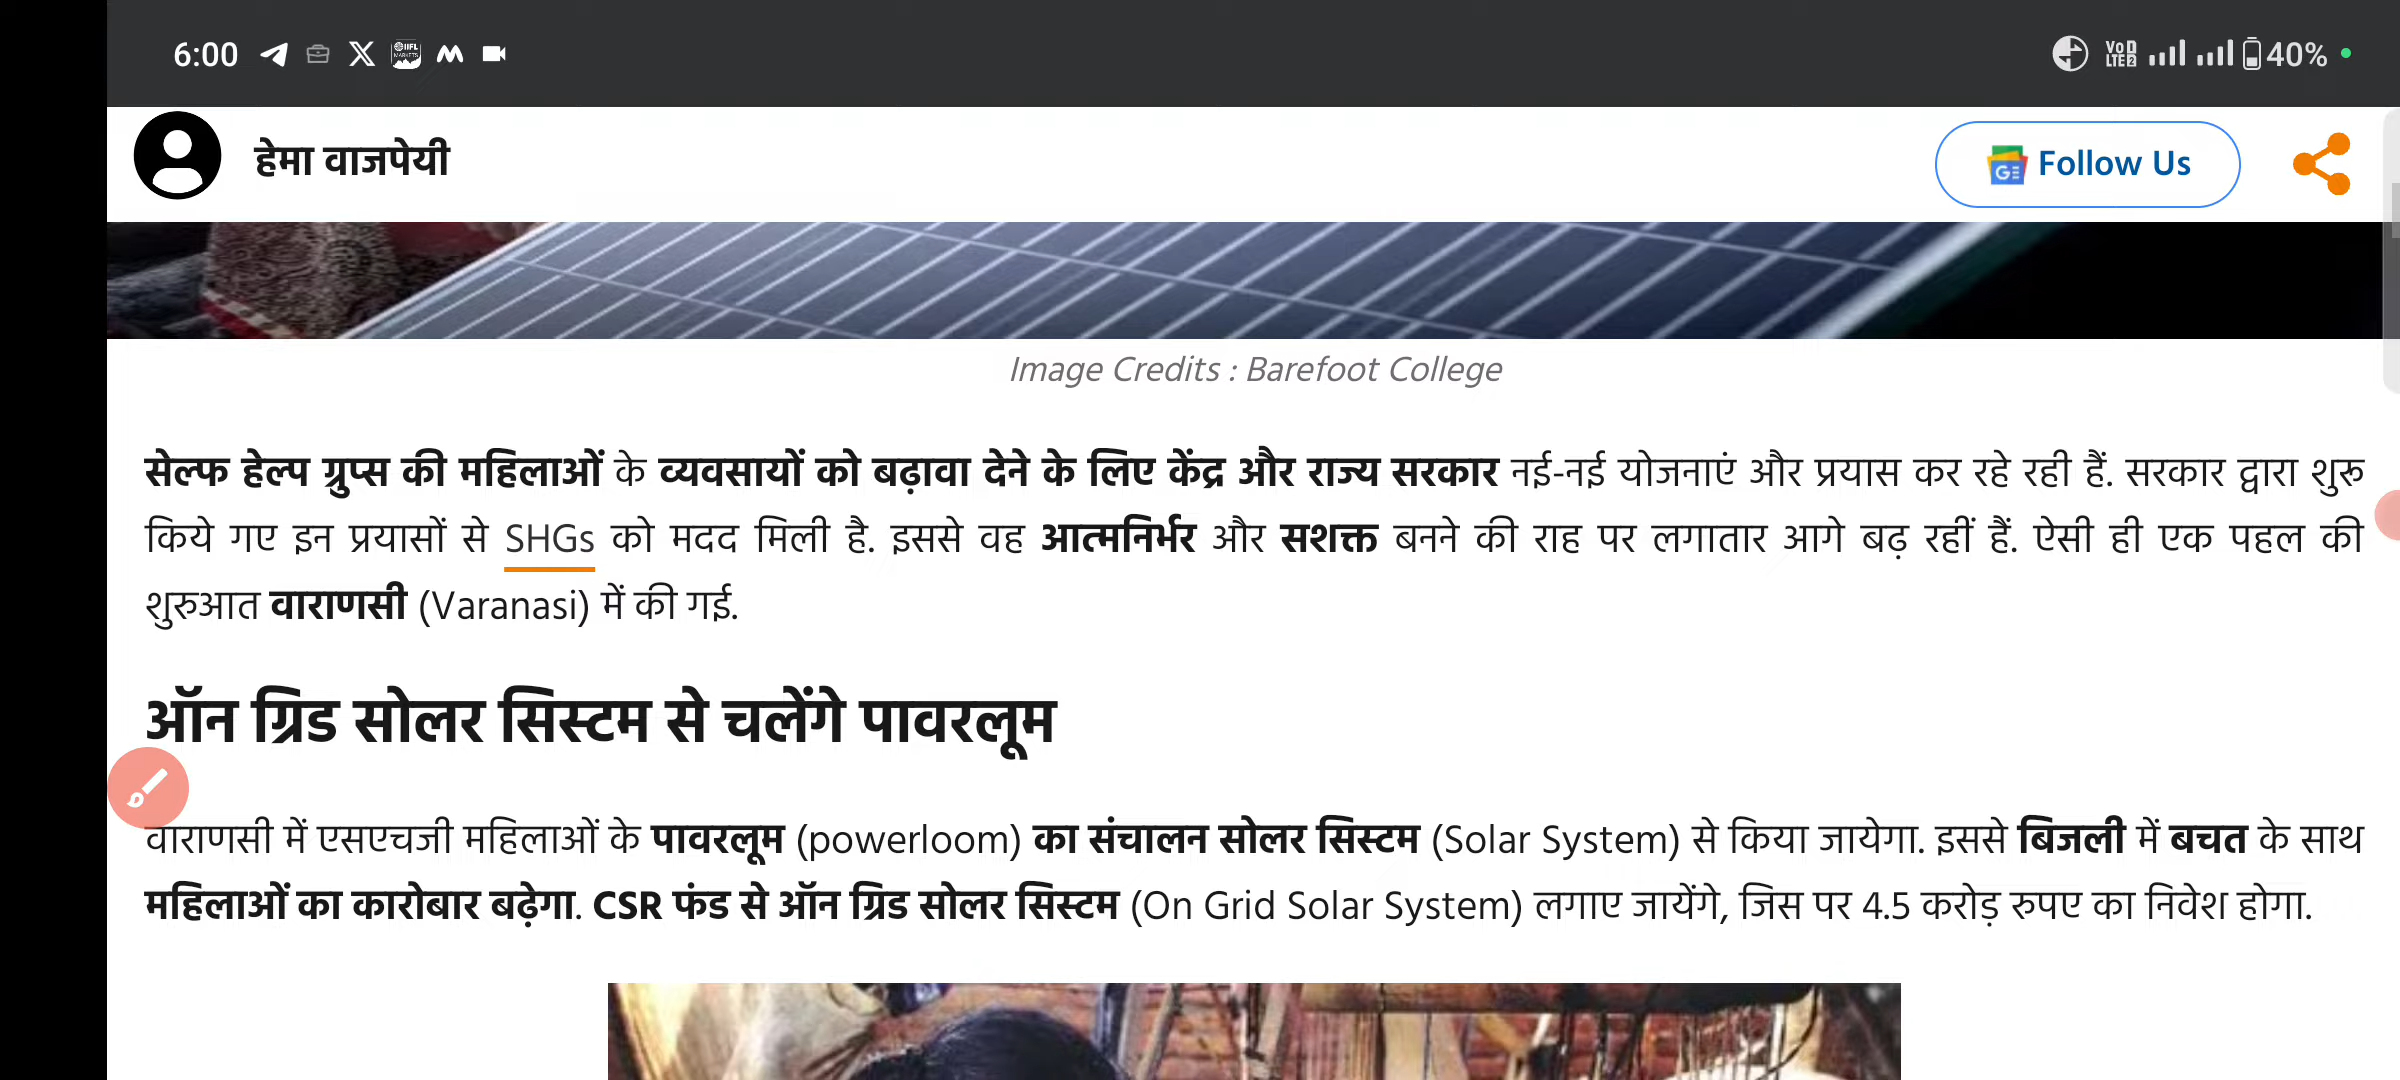 6:00 40%
हेमा वाजपेयी
Follow Us
Image Credits : Barefoot College
सेल्फ हेल्प ग्रुप्स की महिलाओं के व्यवसायों को बढ़ावा देने के लिए केंद्र और राज्य सरकार नई-नई योजनाएं और प्रयास कर रहे रही हैं. सरकार द्वारा शुरू
किये गए इन प्रयासों से SHGs को मदद मिली है. इससे वह आत्मनिर्भर और सशक्त बनने की राह पर लगातार आगे बढ़ रहीं हैं. ऐसी ही एक पहल की
शुरुआत वाराणसी (Varanasi) में की गई.
ऑन ग्रिड सोलर सिस्टम से चलेंगे पावरलूम
वाराणसी में एसएचजी महिलाओं के पावरलूम (powerloom) का संचालन सोलर सिस्टम (Solar System) से किया जायेगा. इससे बिजली में बचत के साथ
महिलाओं का कारोबार बढ़ेगा. CSR फंड से ऑन ग्रिड सोलर सिस्टम (On Grid Solar System) लगाए जायेंगे, जिस पर 4.5 करोड़ रुपए का निवेश होगा.